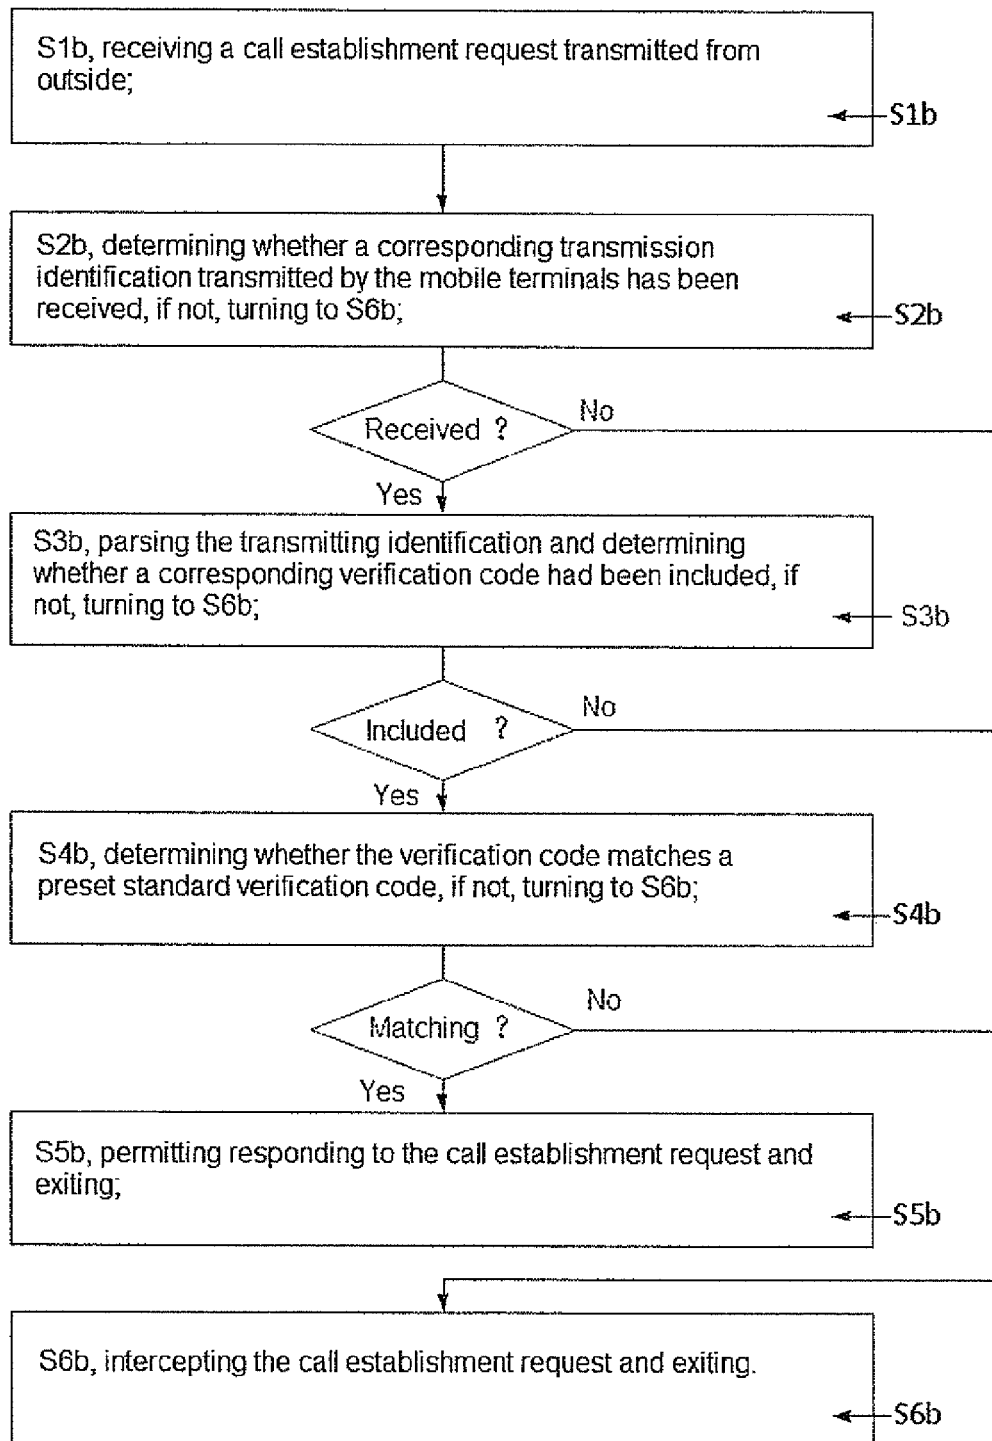 S1b, receiving a call establishment request transmitted from
outside;
S1b
S2b, determining whether a corresponding transmission
identification transmitted by the mobile terminals has been
received, if not, turning to S6b;
S2b
Received ?
No
Yes
S3b, parsing the transmitting identification and determining
whether a corresponding verification code had been included, if
not, turning to S6b;
S3b
Included ?
No
Yes
S4b, determining whether the verification code matches a
preset standard verification code, if not, turning to S6b;
S4b
Matching ?
No
Yes
S5b, permitting responding to the call establishment request and
exiting;
S5b
S6b, intercepting the call establishment request and exiting.
S6b